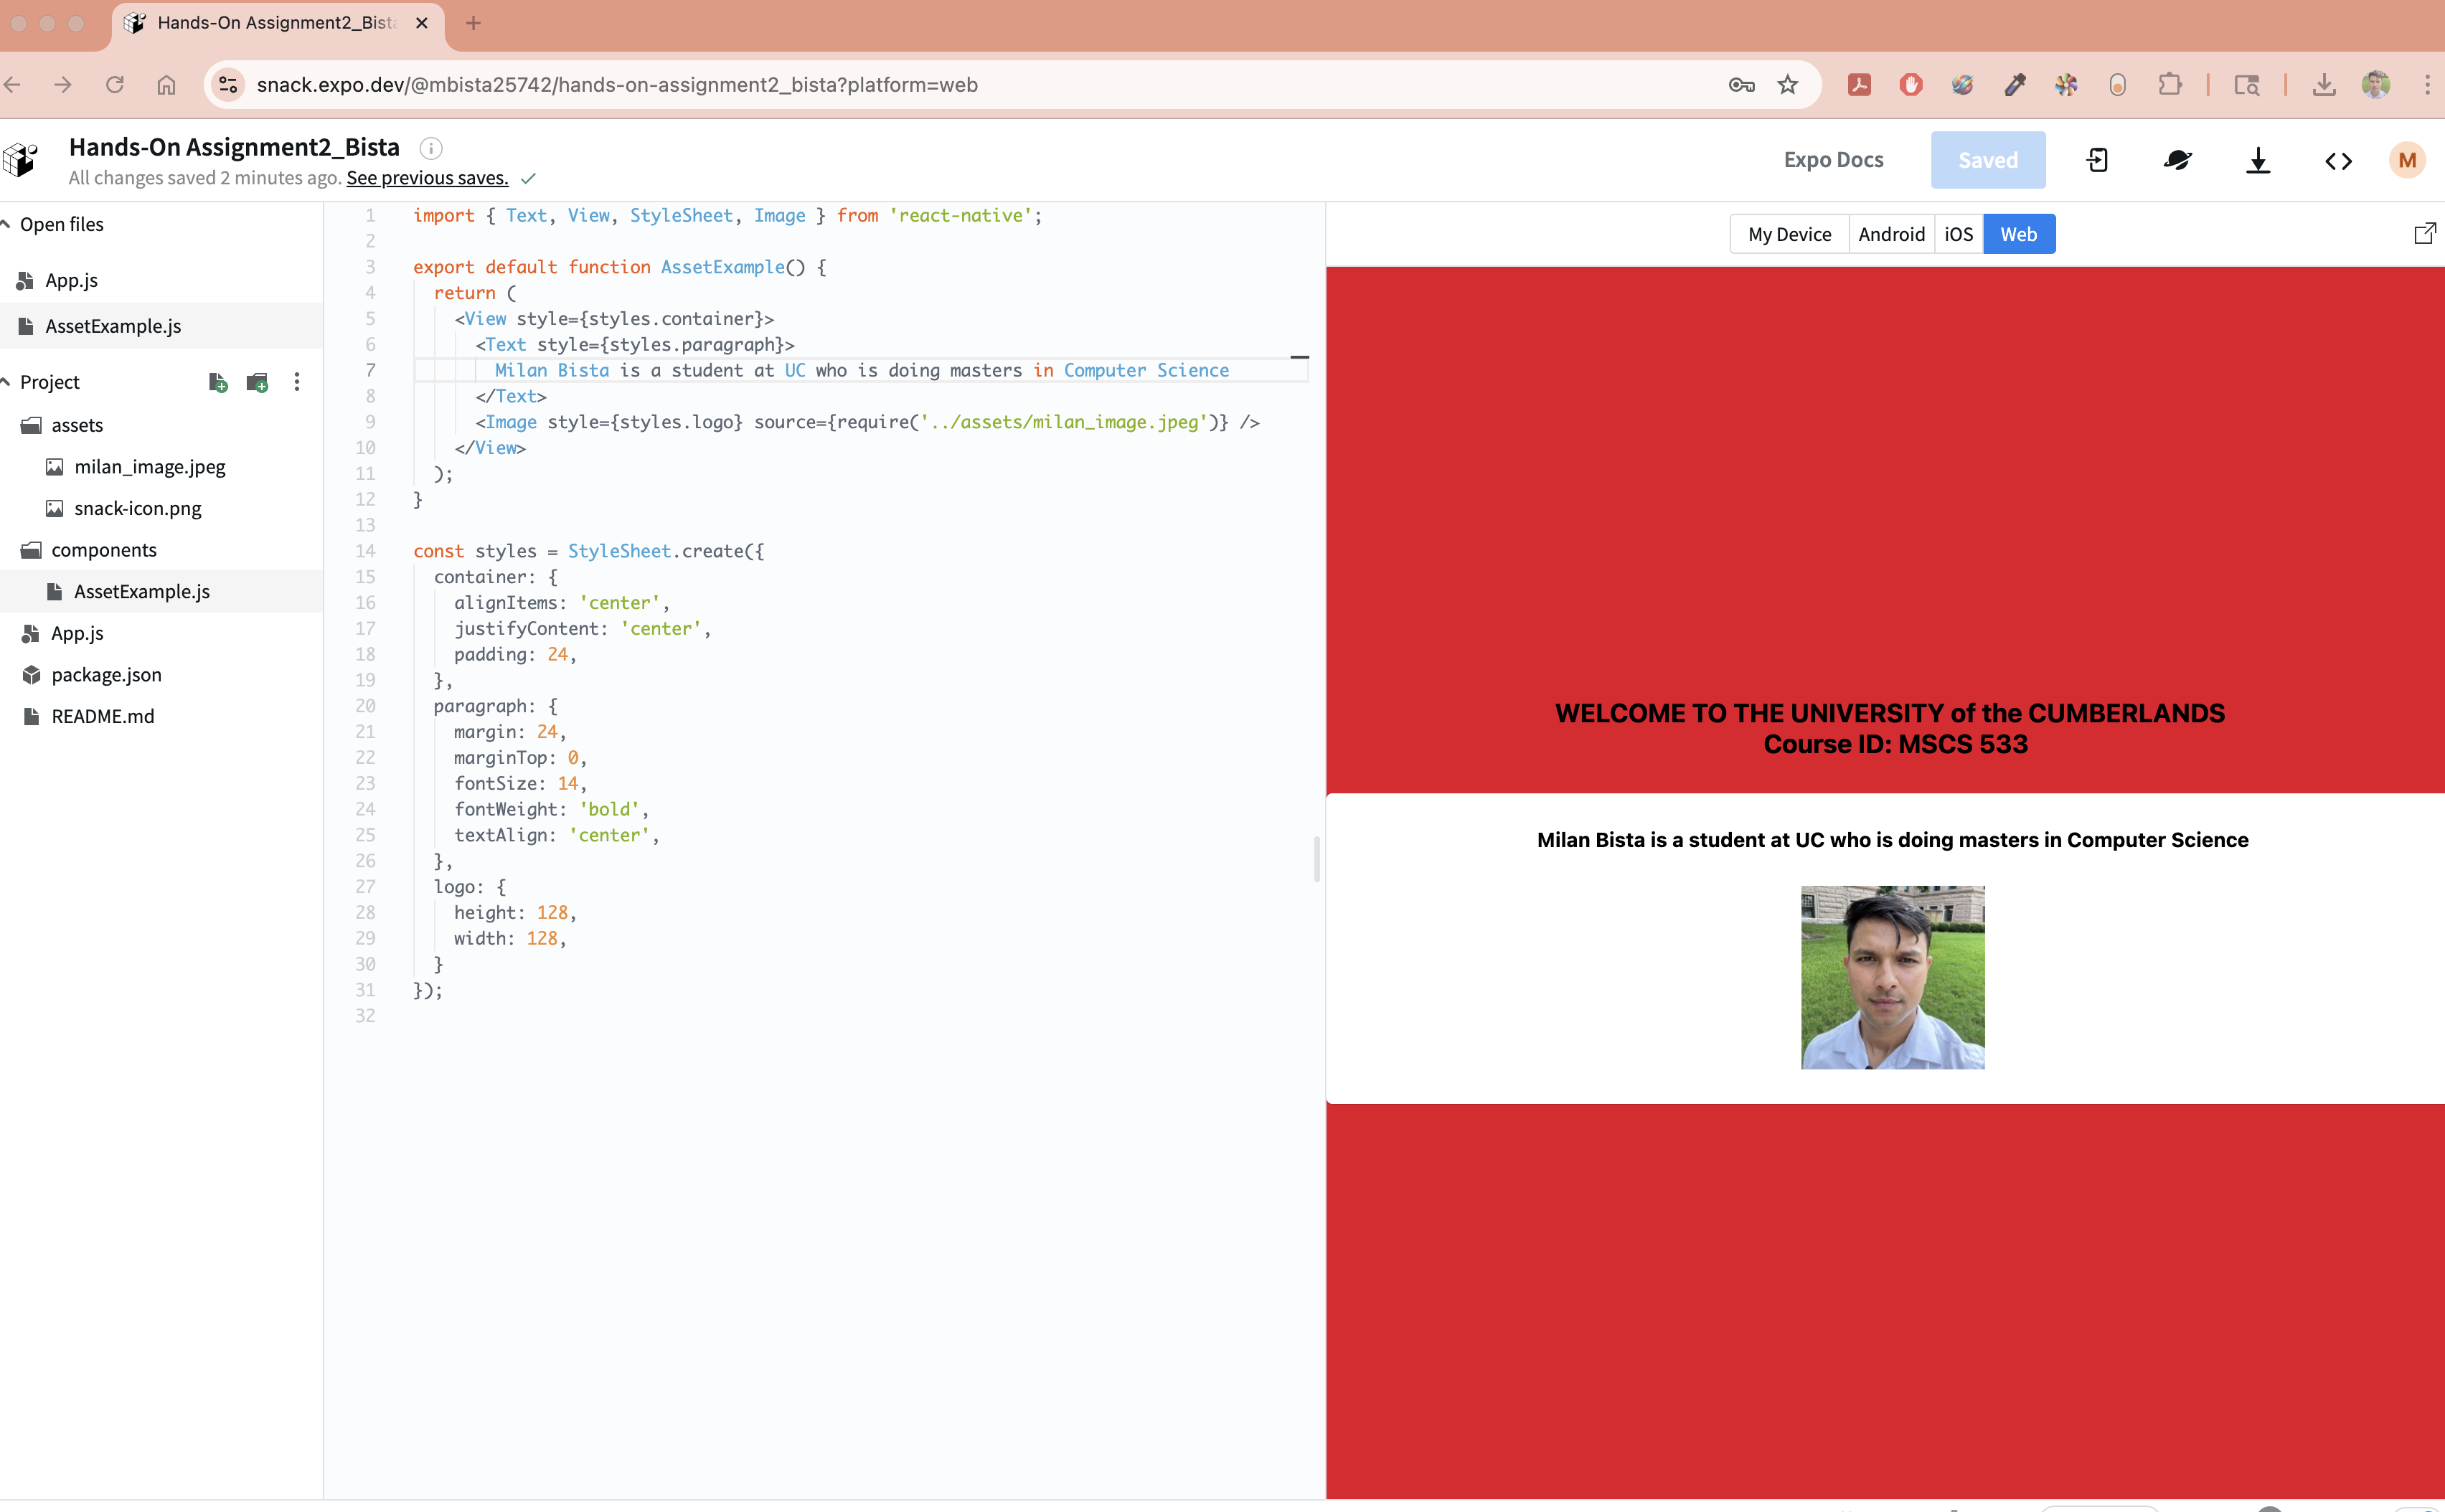 Hands-On Assignment2_Bista
snack.expo.dev/@mbista25742/hands-on-assignment2_bista?platform=web
Hands-On Assignment2_Bista
All changes saved 2 minutes ago. See previous saves.
Expo Docs
Saved
M
Open files
App.js
AssetExample.js
Project
assets
milan_image.jpeg
snack-icon.png
components
AssetExample.js
App.js
package.json
README.md
1 import { Text, View, StyleSheet, Image } from 'react-native';
2
3 export default function AssetExample() {
4 return (
5 <View style={styles.container}>
6 <Text style={styles.paragraph}>
7 Milan Bista is a student at UC who is doing masters in Computer Science
8 </Text>
9 <Image style={styles.logo} source={require('../assets/milan_image.jpeg')} />
10 </View>
11 );
12 }
13
14 const styles = StyleSheet.create({
15 container: {
16 alignItems: 'center',
17 justifyContent: 'center',
18 padding: 24,
19 },
20 paragraph: {
21 margin: 24,
22 marginTop: 0,
23 fontSize: 14,
24 fontWeight: 'bold',
25 textAlign: 'center',
26 },
27 logo: {
28 height: 128,
29 width: 128,
30 }
31 });
32
My Device Android iOS Web
WELCOME TO THE UNIVERSITY of the CUMBERLANDS
Course ID: MSCS 533
Milan Bista is a student at UC who is doing masters in Computer Science